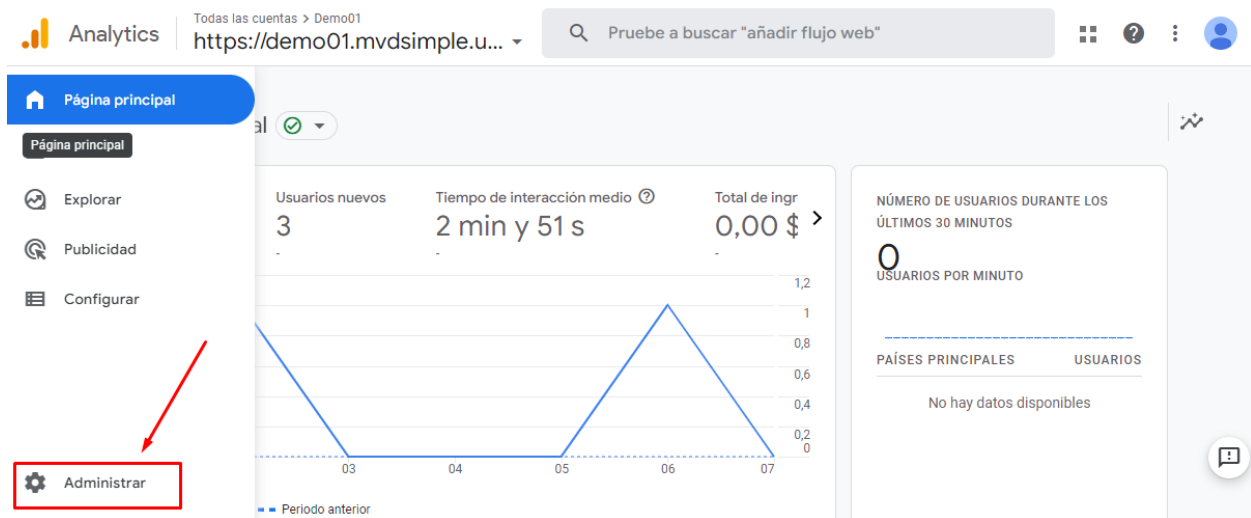 Analytics
Todas las cuentas > Demo01
https://demo01.mvdsimple.u...
Pruebe a buscar "añadir flujo web"
Página principal
al
Página principal
Explorar
Publicidad
Configurar
Administrar
Usuarios nuevos
3
-
Tiempo de interacción medio
2 min y 51 s
-
Total de ingr
0,00 $
-
1,2
1
0,8
0,6
0,4
0,2
0
03 04 05 06 07
Periodo anterior
NÚMERO DE USUARIOS DURANTE LOS
ÚLTIMOS 30 MINUTOS
0
USUARIOS POR MINUTO
PAÍSES PRINCIPALES USUARIOS
No hay datos disponibles